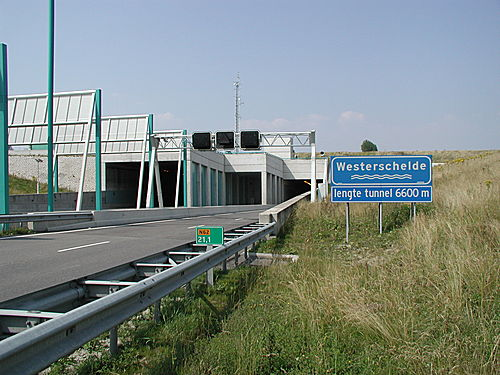 Westerschelde
lengte tunnel 6600 m
N62
21,1